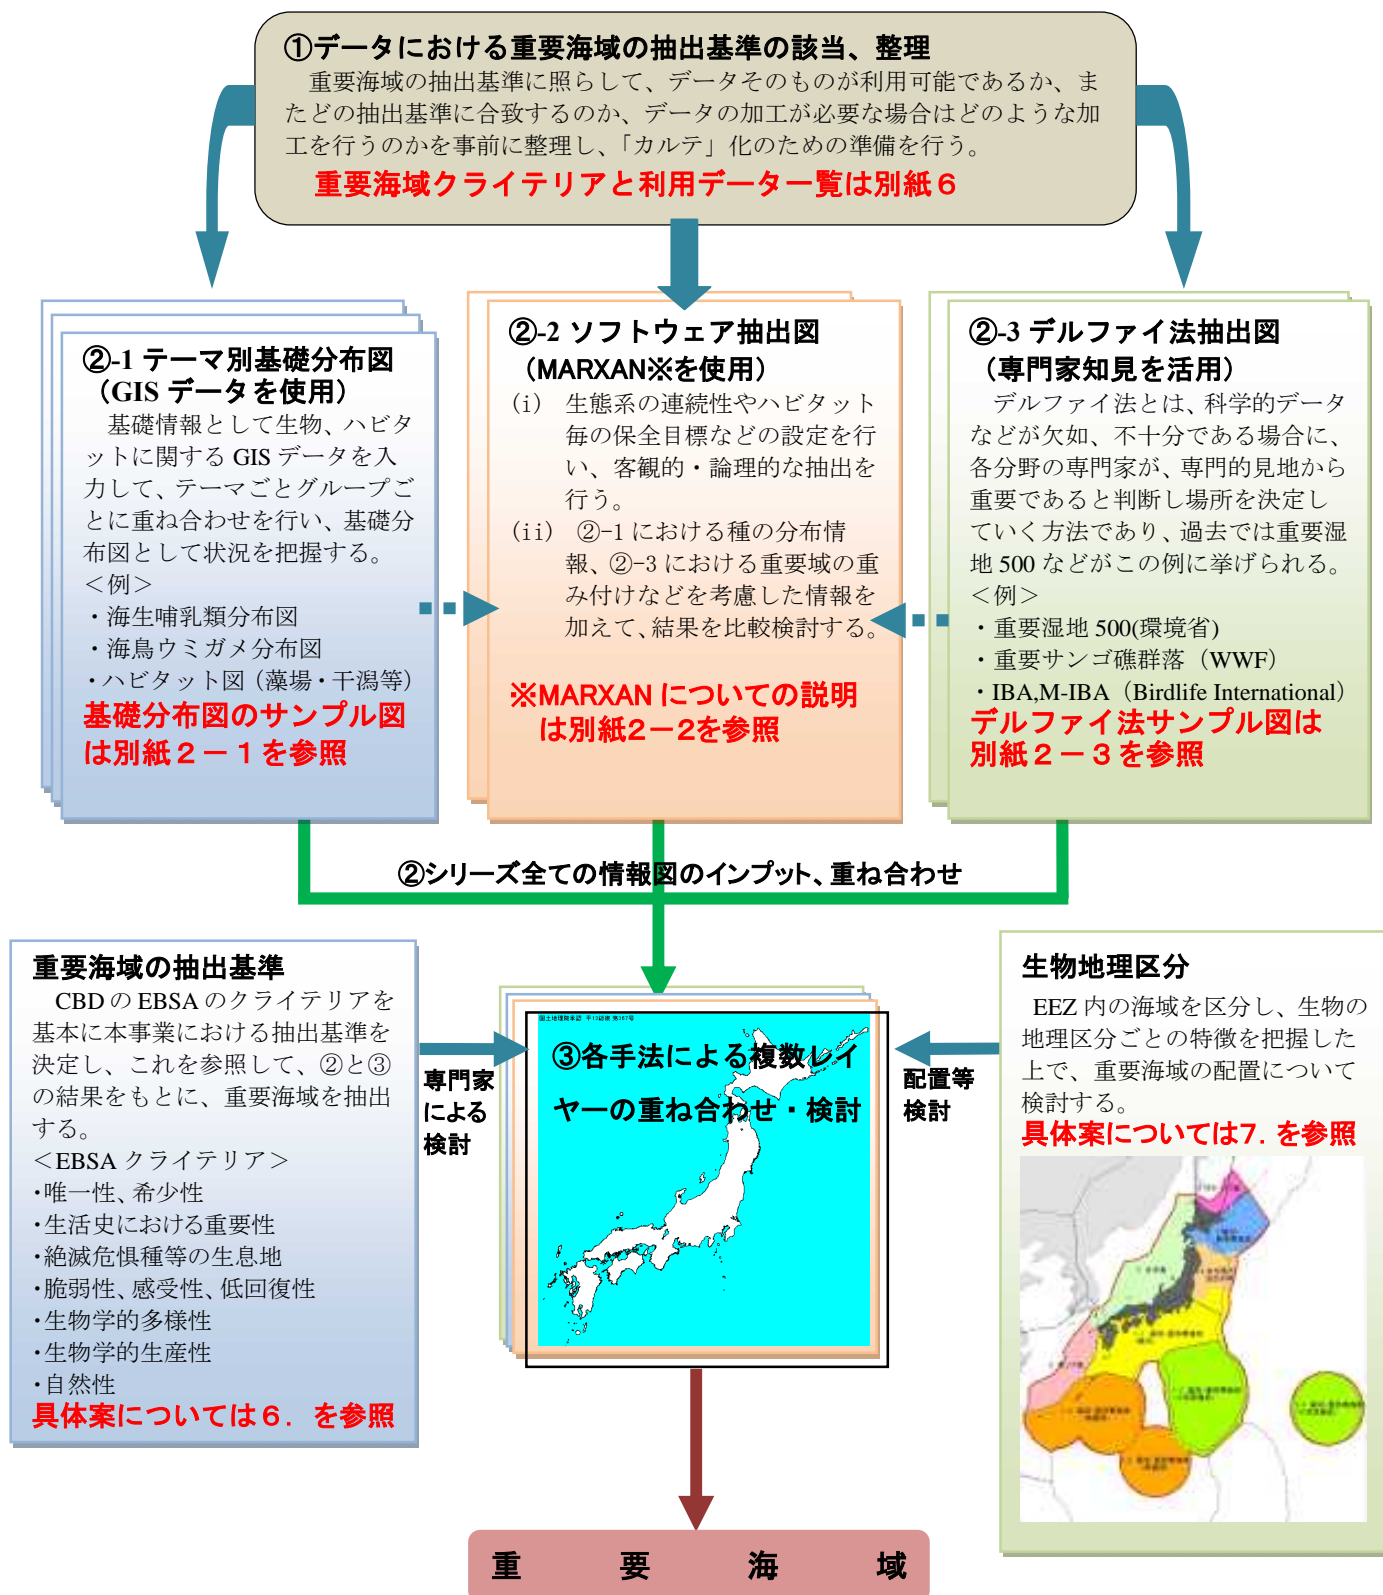 ①データにおける重要海域の抽出基準の該当、整理
重要海域の抽出基準に照らして、データそのものが利用可能であるか、ま
たどの抽出基準に合致するのか、データの加工が必要な場合はどのような加
工を行うのかを事前に整理し、「カルテ」化のための準備を行う。
重要海域クライテリアと利用データ一覧は別紙６
②-1 テーマ別基礎分布図
（GIS データを使用）
基礎情報として生物、ハビタ
ットに関する GIS データを入
力して、テーマごとグループご
とに重ね合わせを行い、基礎分
布図として状況を把握する。
＜例＞
・海生哺乳類分布図
・海鳥ウミガメ分布図
・ハビタット図（藻場・干潟等）
基礎分布図のサンプル図
は別紙２－１を参照
②-2 ソフトウェア抽出図
（MARXAN※を使用）
(i) 生態系の連続性やハビタット
毎の保全目標などの設定を行
い、客観的・論理的な抽出を
行う。
(ii) ②-1 における種の分布情
報、②-3 における重要域の重
み付けなどを考慮した情報を
加えて、結果を比較検討する。
※MARXAN についての説明
は別紙２－２を参照
②-3 デルファイ法抽出図
（専門家知見を活用）
デルファイ法とは、科学的データ
などが欠如、不十分である場合に、
各分野の専門家が、専門的見地から
重要であると判断し場所を決定し
ていく方法であり、過去では重要湿
地 500 などがこの例に挙げられる。
＜例＞
・重要湿地 500(環境省)
・重要サンゴ礁群落（WWF）
・IBA,M-IBA（Birdlife International）
デルファイ法サンプル図は
別紙２－３を参照
②シリーズ全ての情報図のインプット、重ね合わせ
重要海域の抽出基準
CBD の EBSA のクライテリアを
基本に本事業における抽出基準を
決定し、これを参照して、②と③
の結果をもとに、重要海域を抽出
する。
＜EBSA クライテリア＞
・唯一性、希少性
・生活史における重要性
・絶滅危惧種等の生息地
・脆弱性、感受性、低回復性
・生物学的多様性
・生物学的生産性
・自然性
具体案については６．を参照
専門家
による
検討
③各手法による複数レイ
ヤーの重ね合わせ・検討
配置等
検討
生物地理区分
EEZ 内の海域を区分し、生物の
地理区分ごとの特徴を把握した
上で、重要海域の配置について
検討する。
具体案については7．を参照
重要海域